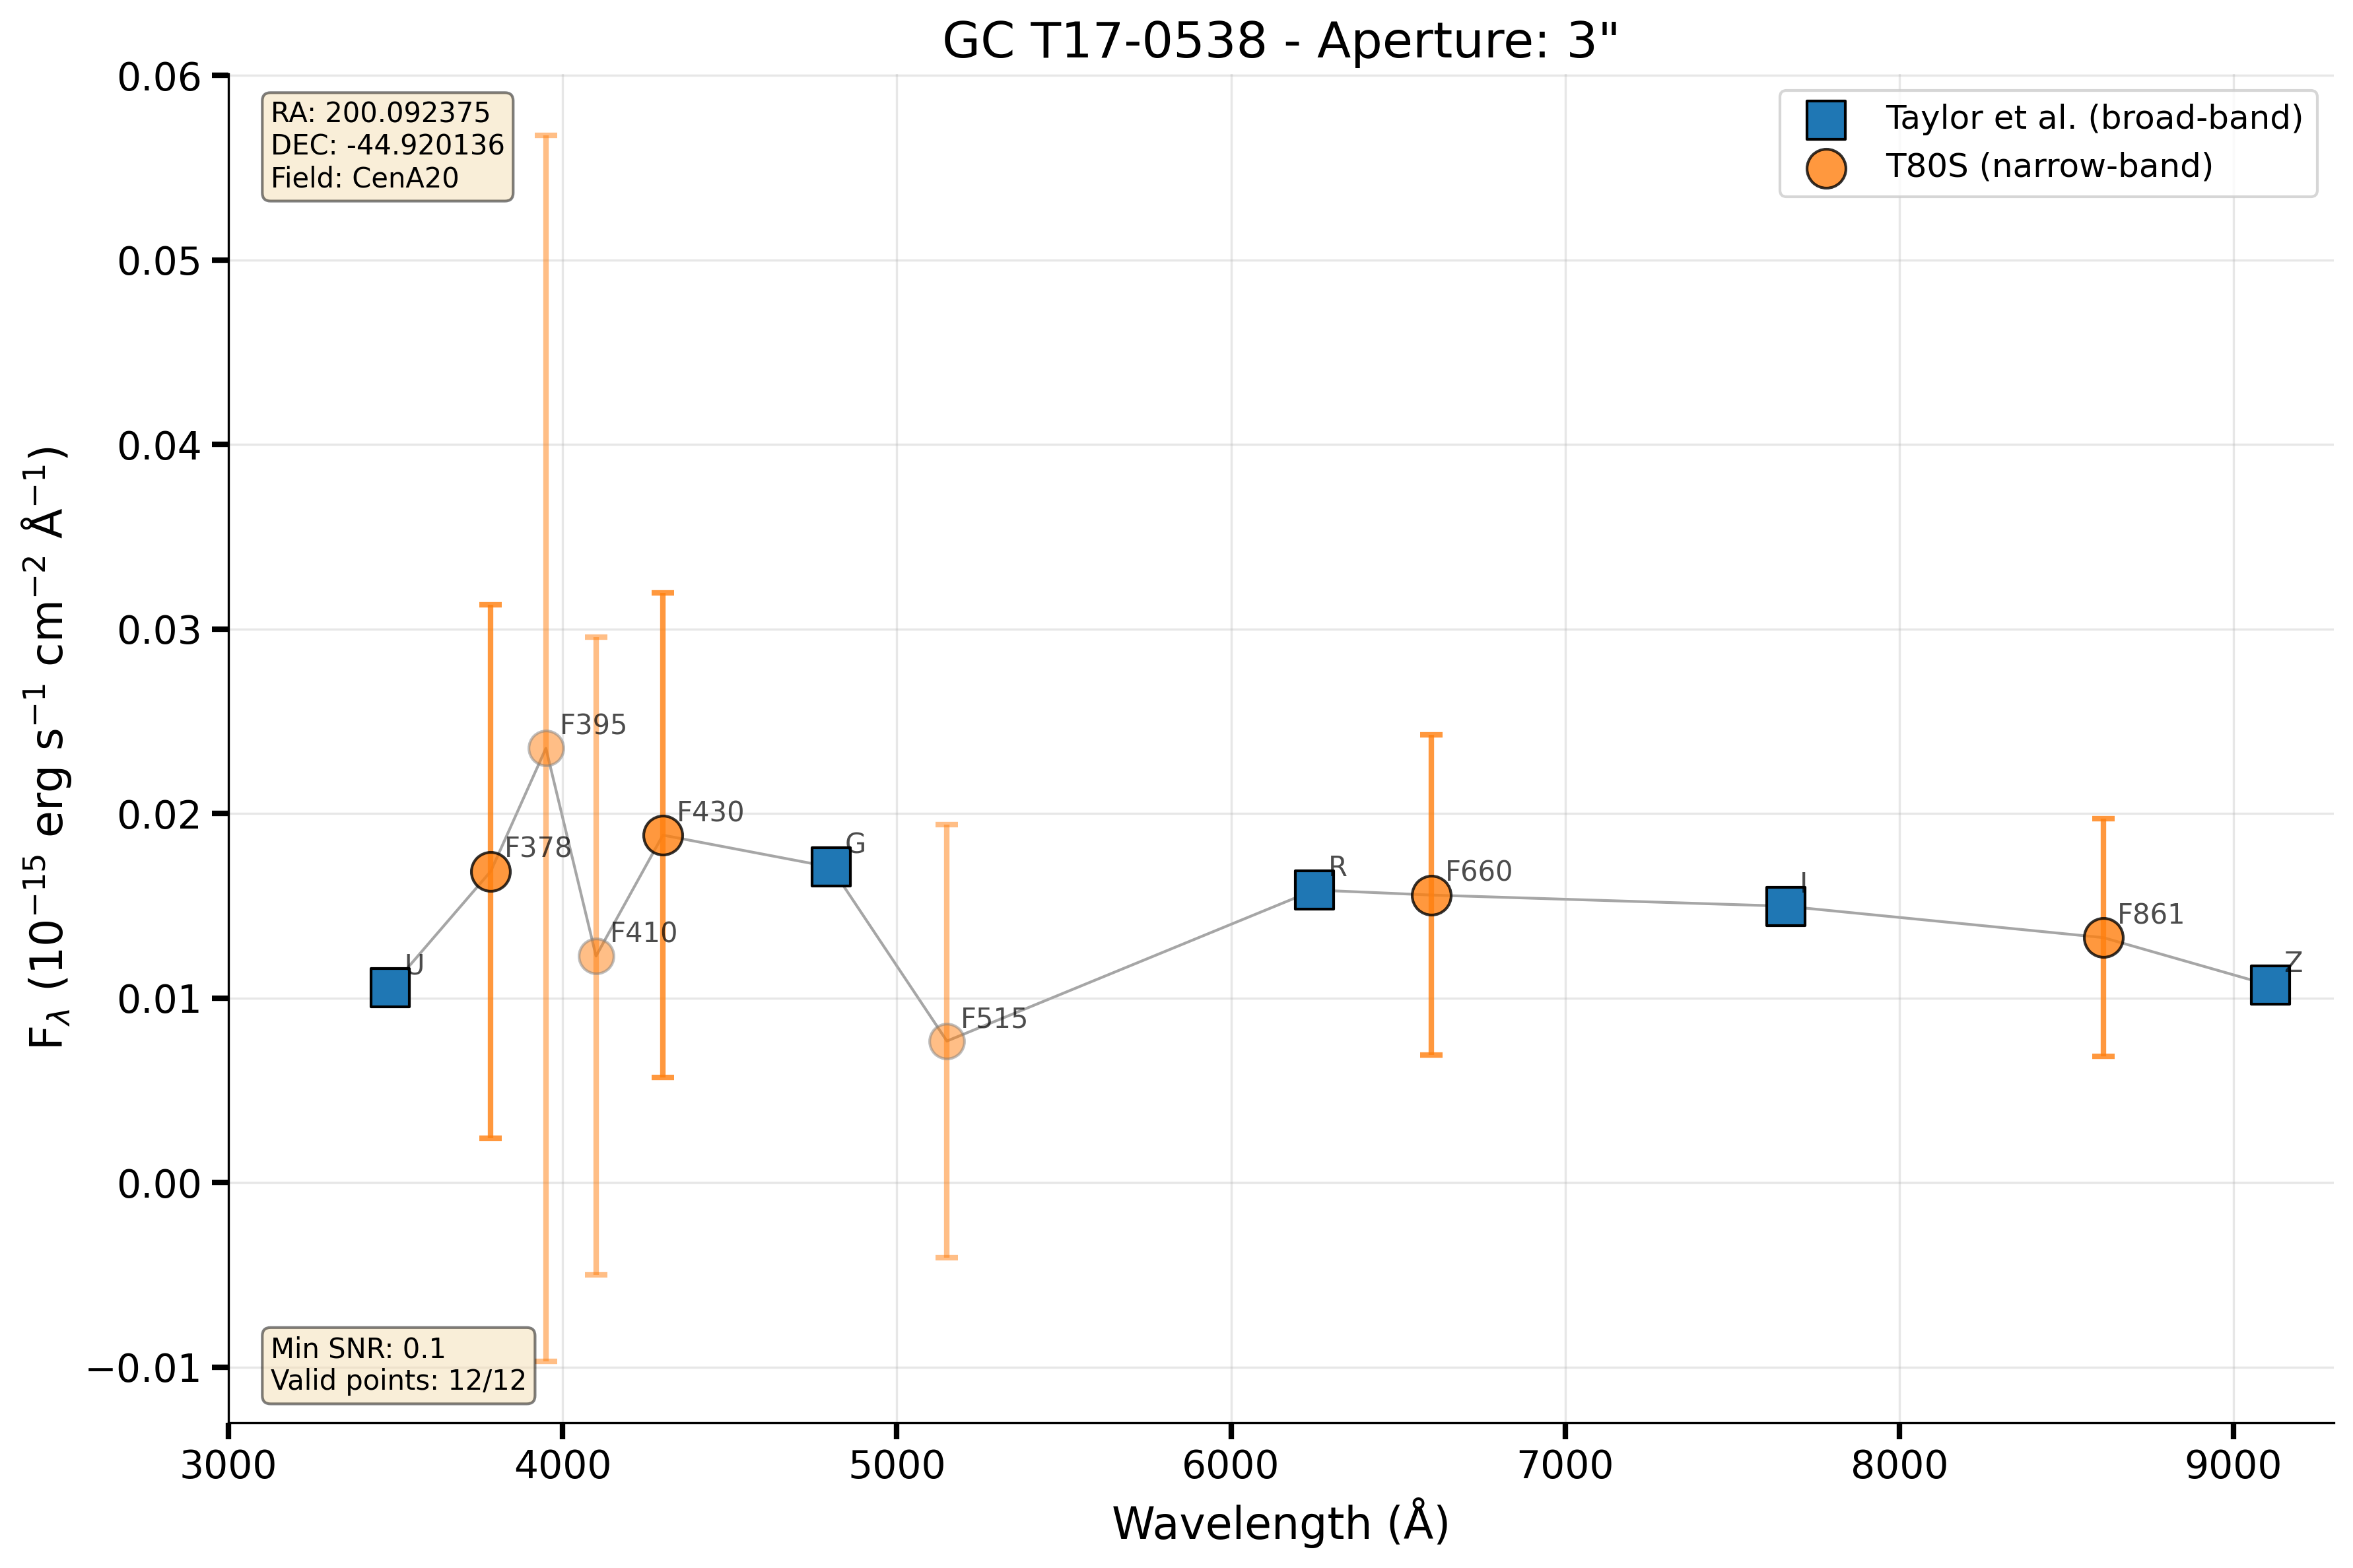 GC T17-0538 - Aperture: 3"
RA: 200.092375
DEC: -44.920136
Field: CenA20
Taylor et al. (broad-band)
T80S (narrow-band)
0.06
0.05
0.04
0.03
0.02
0.01
0.00
−0.01
F_λ (10⁻¹⁵ erg s⁻¹ cm⁻² Å⁻¹)
U
F378
F395
F410
F430
G
F515
R
F660
I
F861
Z
Min SNR: 0.1
Valid points: 12/12
3000 4000 5000 6000 7000 8000 9000
Wavelength (Å)